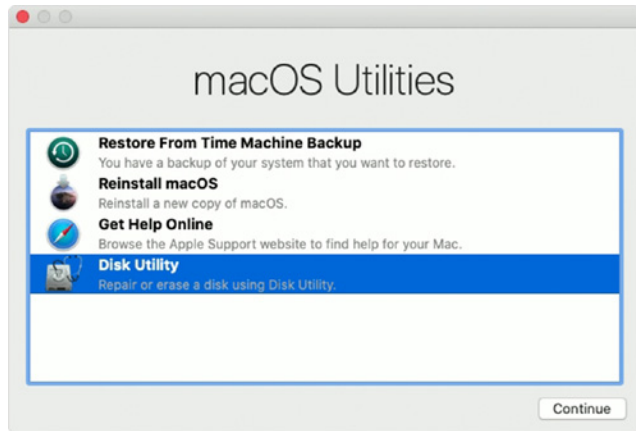 macOS Utilities
Restore From Time Machine Backup
You have a backup of your system that you want to restore.
Reinstall macOS
Reinstall a new copy of macOS.
Get Help Online
Browse the Apple Support website to find help for your Mac.
Disk Utility
Repair or erase a disk using Disk Utility.
Continue